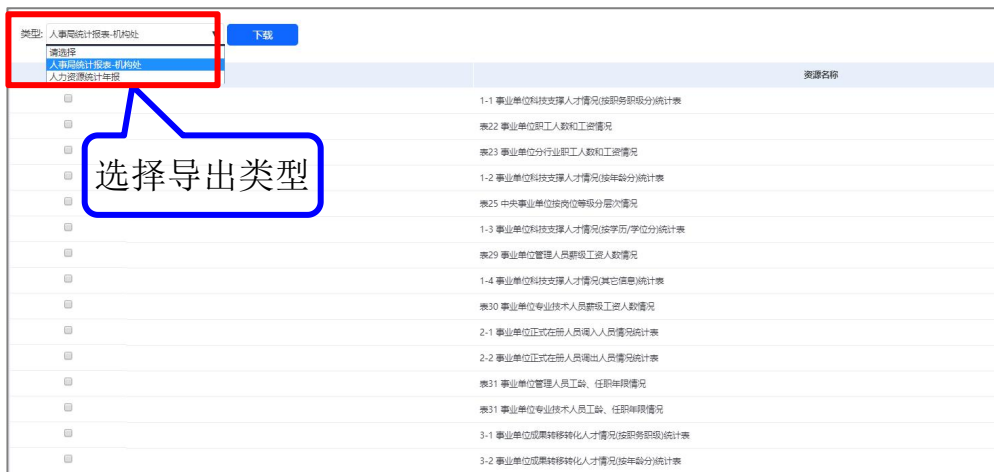 类型: 人事局统计报表-机构处 下载
请选择
人事局统计报表-机构处
人力资源统计年报
资源名称
1-1 事业单位科技支撑人才情况(按职务职级分)统计表
表22 事业单位职工人数和工资情况
表23 事业单位分行业职工人数和工资情况
选择导出类型
1-2 事业单位科技支撑人才情况(按年龄分)统计表
表25 中央事业单位按岗位等级分层次情况
1-3 事业单位科技支撑人才情况(按学历/学位分)统计表
表29 事业单位管理人员薪级工资人数情况
1-4 事业单位科技支撑人才情况(其它信息)统计表
表30 事业单位专业技术人员薪级工资人数情况
2-1 事业单位正式在册人员调入人员情况统计表
2-2 事业单位正式在册人员调出人员情况统计表
表31 事业单位管理人员工龄、任职年限情况
表31 事业单位专业技术人员工龄、任职年限情况
3-1 事业单位成果转移转化人才情况(按职务职级)统计表
3-2 事业单位成果转移转化人才情况(按年龄分)统计表